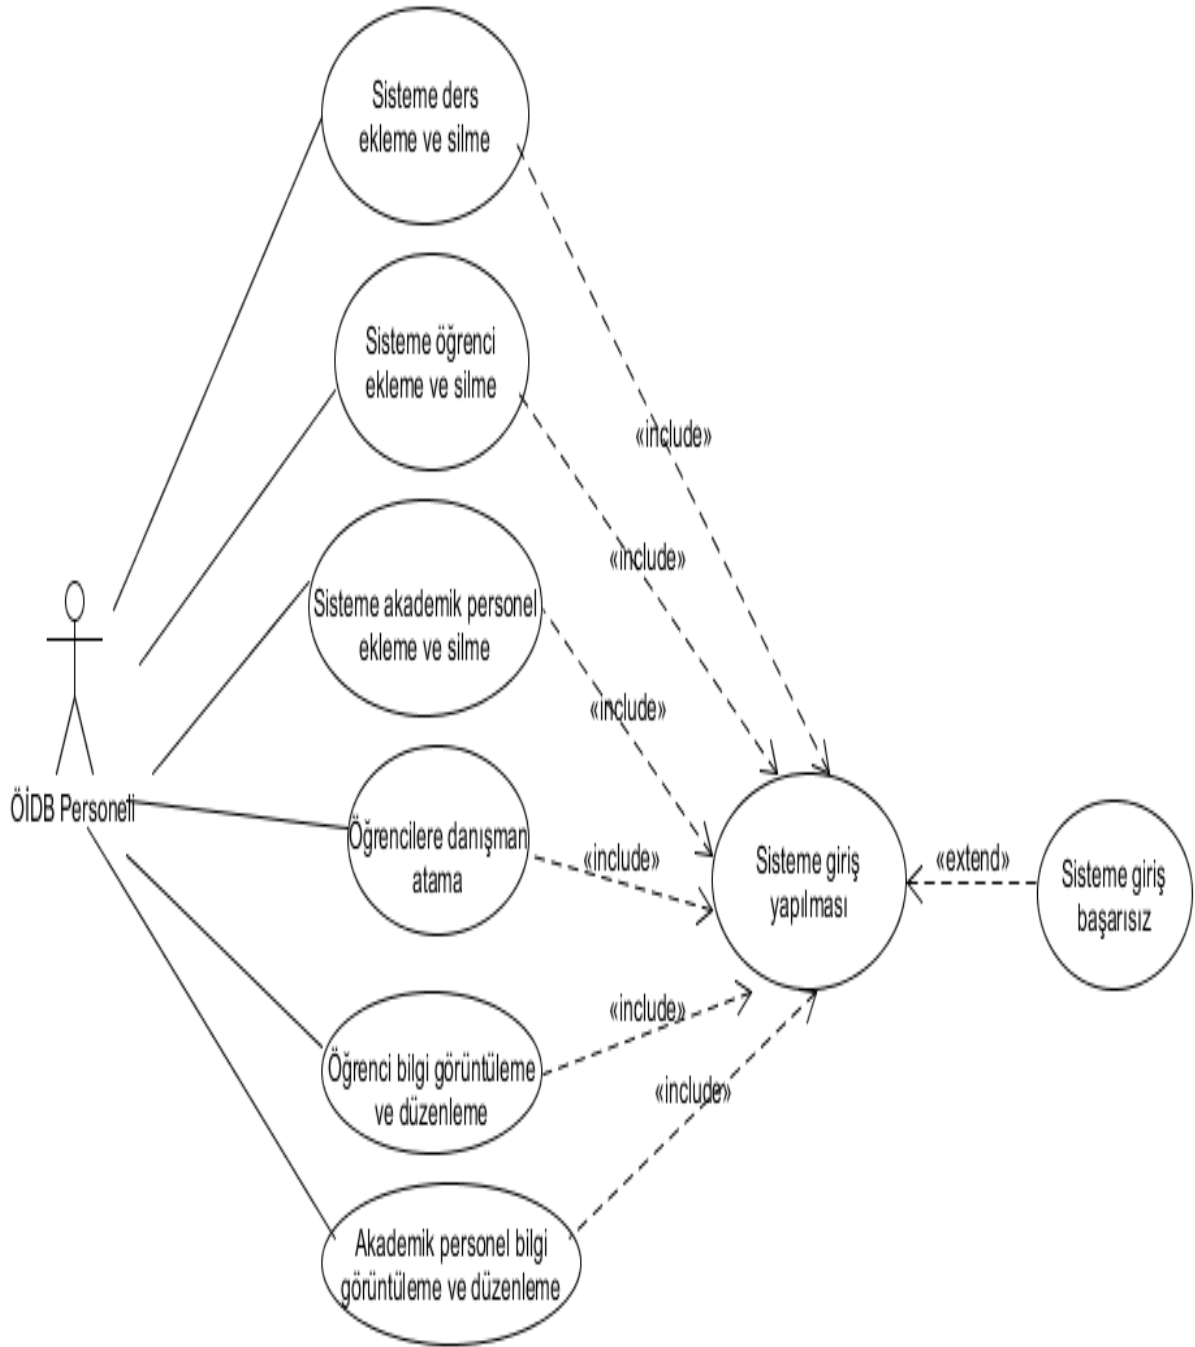 Sisteme ders
ekleme ve silme
Sisteme öğrenci
ekleme ve silme
«include»
«include»
Sisteme akademik personel
ekleme ve silme
«include»
ÖİDB Personeli
Öğrencilere danışman
atama
«include»
Sisteme giriş
yapılması
«extend»
Sisteme giriş
başarısız
«include»
Öğrenci bilgi görüntüleme
ve düzenleme
«include»
Akademik personel bilgi
görüntüleme ve düzenleme